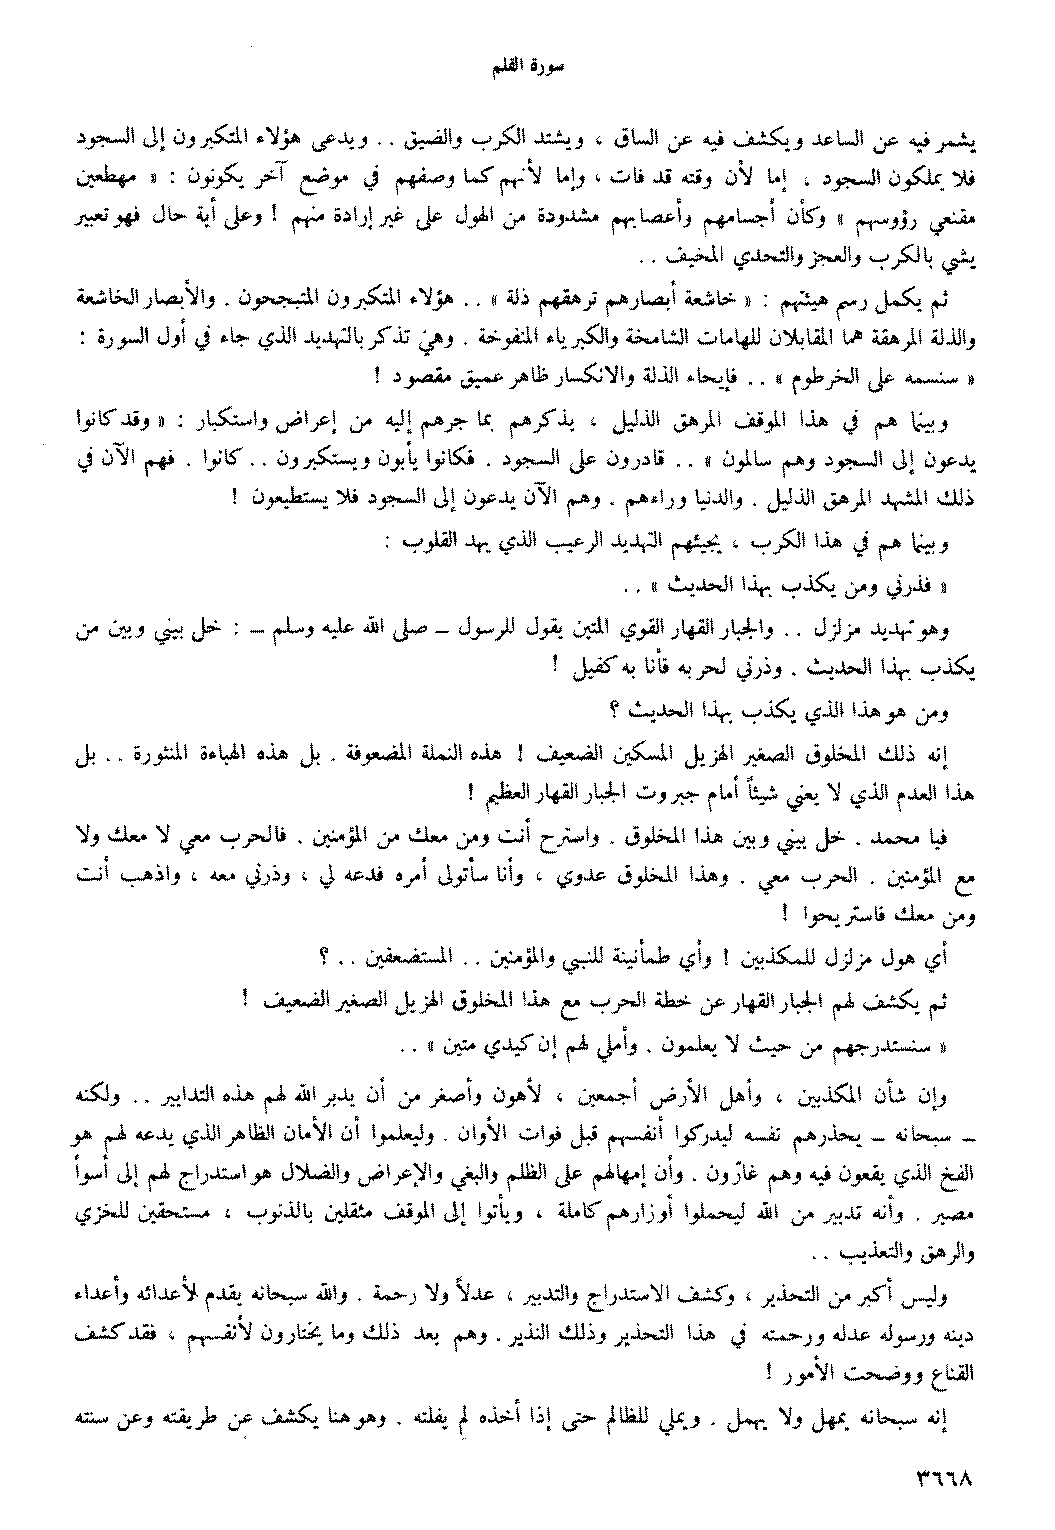 سورة القلم
يشمر فيه عن الساعد ويكشف فيه عن الساق ، ويشتد الكرب والضيق .. ويدعى هؤلاء المتكبرون إلى السجود
فلا يملكون السجود ، إما لأن وقته قد فات ، وإما لأنهم كما وصفهم في موضع آخر يكونون : « مهطعين
مقنعي رؤوسهم » وكأن أجسامهم وأعصابهم مشدودة من الهول على غير إرادة منهم ! وعلى أية حال فهو تعبير
يشي بالكرب والعجز والتحدي المخيف ..
ثم يكمل رسم هيئتهم : « خاشعة أبصارهم ترهقهم ذلة » .. هؤلاء المتكبرون المتبجحون . والأبصار الخاشعة
والذلة المرهقة هما المقابلان للهامات الشامخة والكبرياء المنفوخة . وهي تذكر بالتهديد الذي جاء في أول السورة :
« سنسمه على الخرطوم » .. فإيحاء الذلة والانكسار ظاهر عميق مقصود !
وبينما هم في هذا الموقف المرهق الذليل ، يذكرهم بما جرهم إليه من إعراض واستكبار : « وقد كانوا
يدعون إلى السجود وهم سالمون » .. قادرون على السجود . فكانوا يأبون ويستكبرون .. كانوا . فهم الآن في
ذلك المشهد المرهق الذليل . والدنيا وراءهم . وهم الآن يدعون إلى السجود فلا يستطيعون !
وبينما هم في هذا الكرب ، يجيئهم التهديد الرعيب الذي يهد القلوب :
« فذرني ومن يكذب بهذا الحديث » ..
وهو تهديد مزلزل .. والجبار القهار القوي المتين يقول للرسول ــ صلى الله عليه وسلم ــ : خل بيني وبين من
يكذب بهذا الحديث . وذرني لحربه فأنا به كفيل !
ومن هو هذا الذي يكذب بهذا الحديث ؟
إنه ذلك المخلوق الصغير الهزيل المسكين الضعيف ! هذه النملة المضعوفة . بل هذه الهباءة المنثورة .. بل
هذا العدم الذي لا يعني شيئاً أمام جبروت الجبار القهار العظيم !
فيا محمد . خل بيني وبين هذا المخلوق . واسترح أنت ومن معك من المؤمنين . فالحرب معي لا معك ولا
مع المؤمنين . الحرب معي . وهذا المخلوق عدوي ، وأنا سأتولى أمره فدعه لي ، وذرني معه ، واذهب أنت
ومن معك فاستريحوا !
أي هول مزلزل للمكذبين ! وأي طمأنينة للنبي والمؤمنين .. المستضعفين .. ؟
ثم يكشف لهم الجبار القهار عن خطة الحرب مع هذا المخلوق الهزيل الصغير الضعيف !
« سنستدرجهم من حيث لا يعلمون . وأملي لهم إن كيدي متين » ..
وإن شأن المكذبين ، وأهل الأرض أجمعين ، لأهون وأصغر من أن يدبر الله لهم هذه التدابير .. ولكنه
ــ سبحانه ــ يحذرهم نفسه ليدركوا أنفسهم قبل فوات الأوان . وليعلموا أن الأمان الظاهر الذي يدعه لهم هو
الفخ الذي يقعون فيه وهم غارّون . وأن إمهالهم على الظلم والبغي والإعراض والضلال هو استدراج لهم إلى أسوأ
مصير . وأنه تدبير من الله ليحملوا أوزارهم كاملة ، ويأتوا إلى الموقف مثقلين بالذنوب ، مستحقين للخزي
والرهق والتعذيب ..
وليس أكبر من التحذير ، وكشف الاستدراج والتدبير ، عدلاً ولا رحمة . والله سبحانه يقدم لأعدائه وأعداء
دينه ورسوله عدله ورحمته في هذا التحذير وذلك النذير . وهم بعد ذلك وما يختارون لأنفسهم ، فقد كشف
القناع ووضحت الأمور !
إنه سبحانه يمهل ولا يهمل . ويملي للظالم حتى إذا أخذه لم يفلته . وهو هنا يكشف عن طريقته وعن سنته
٣٦٦٨